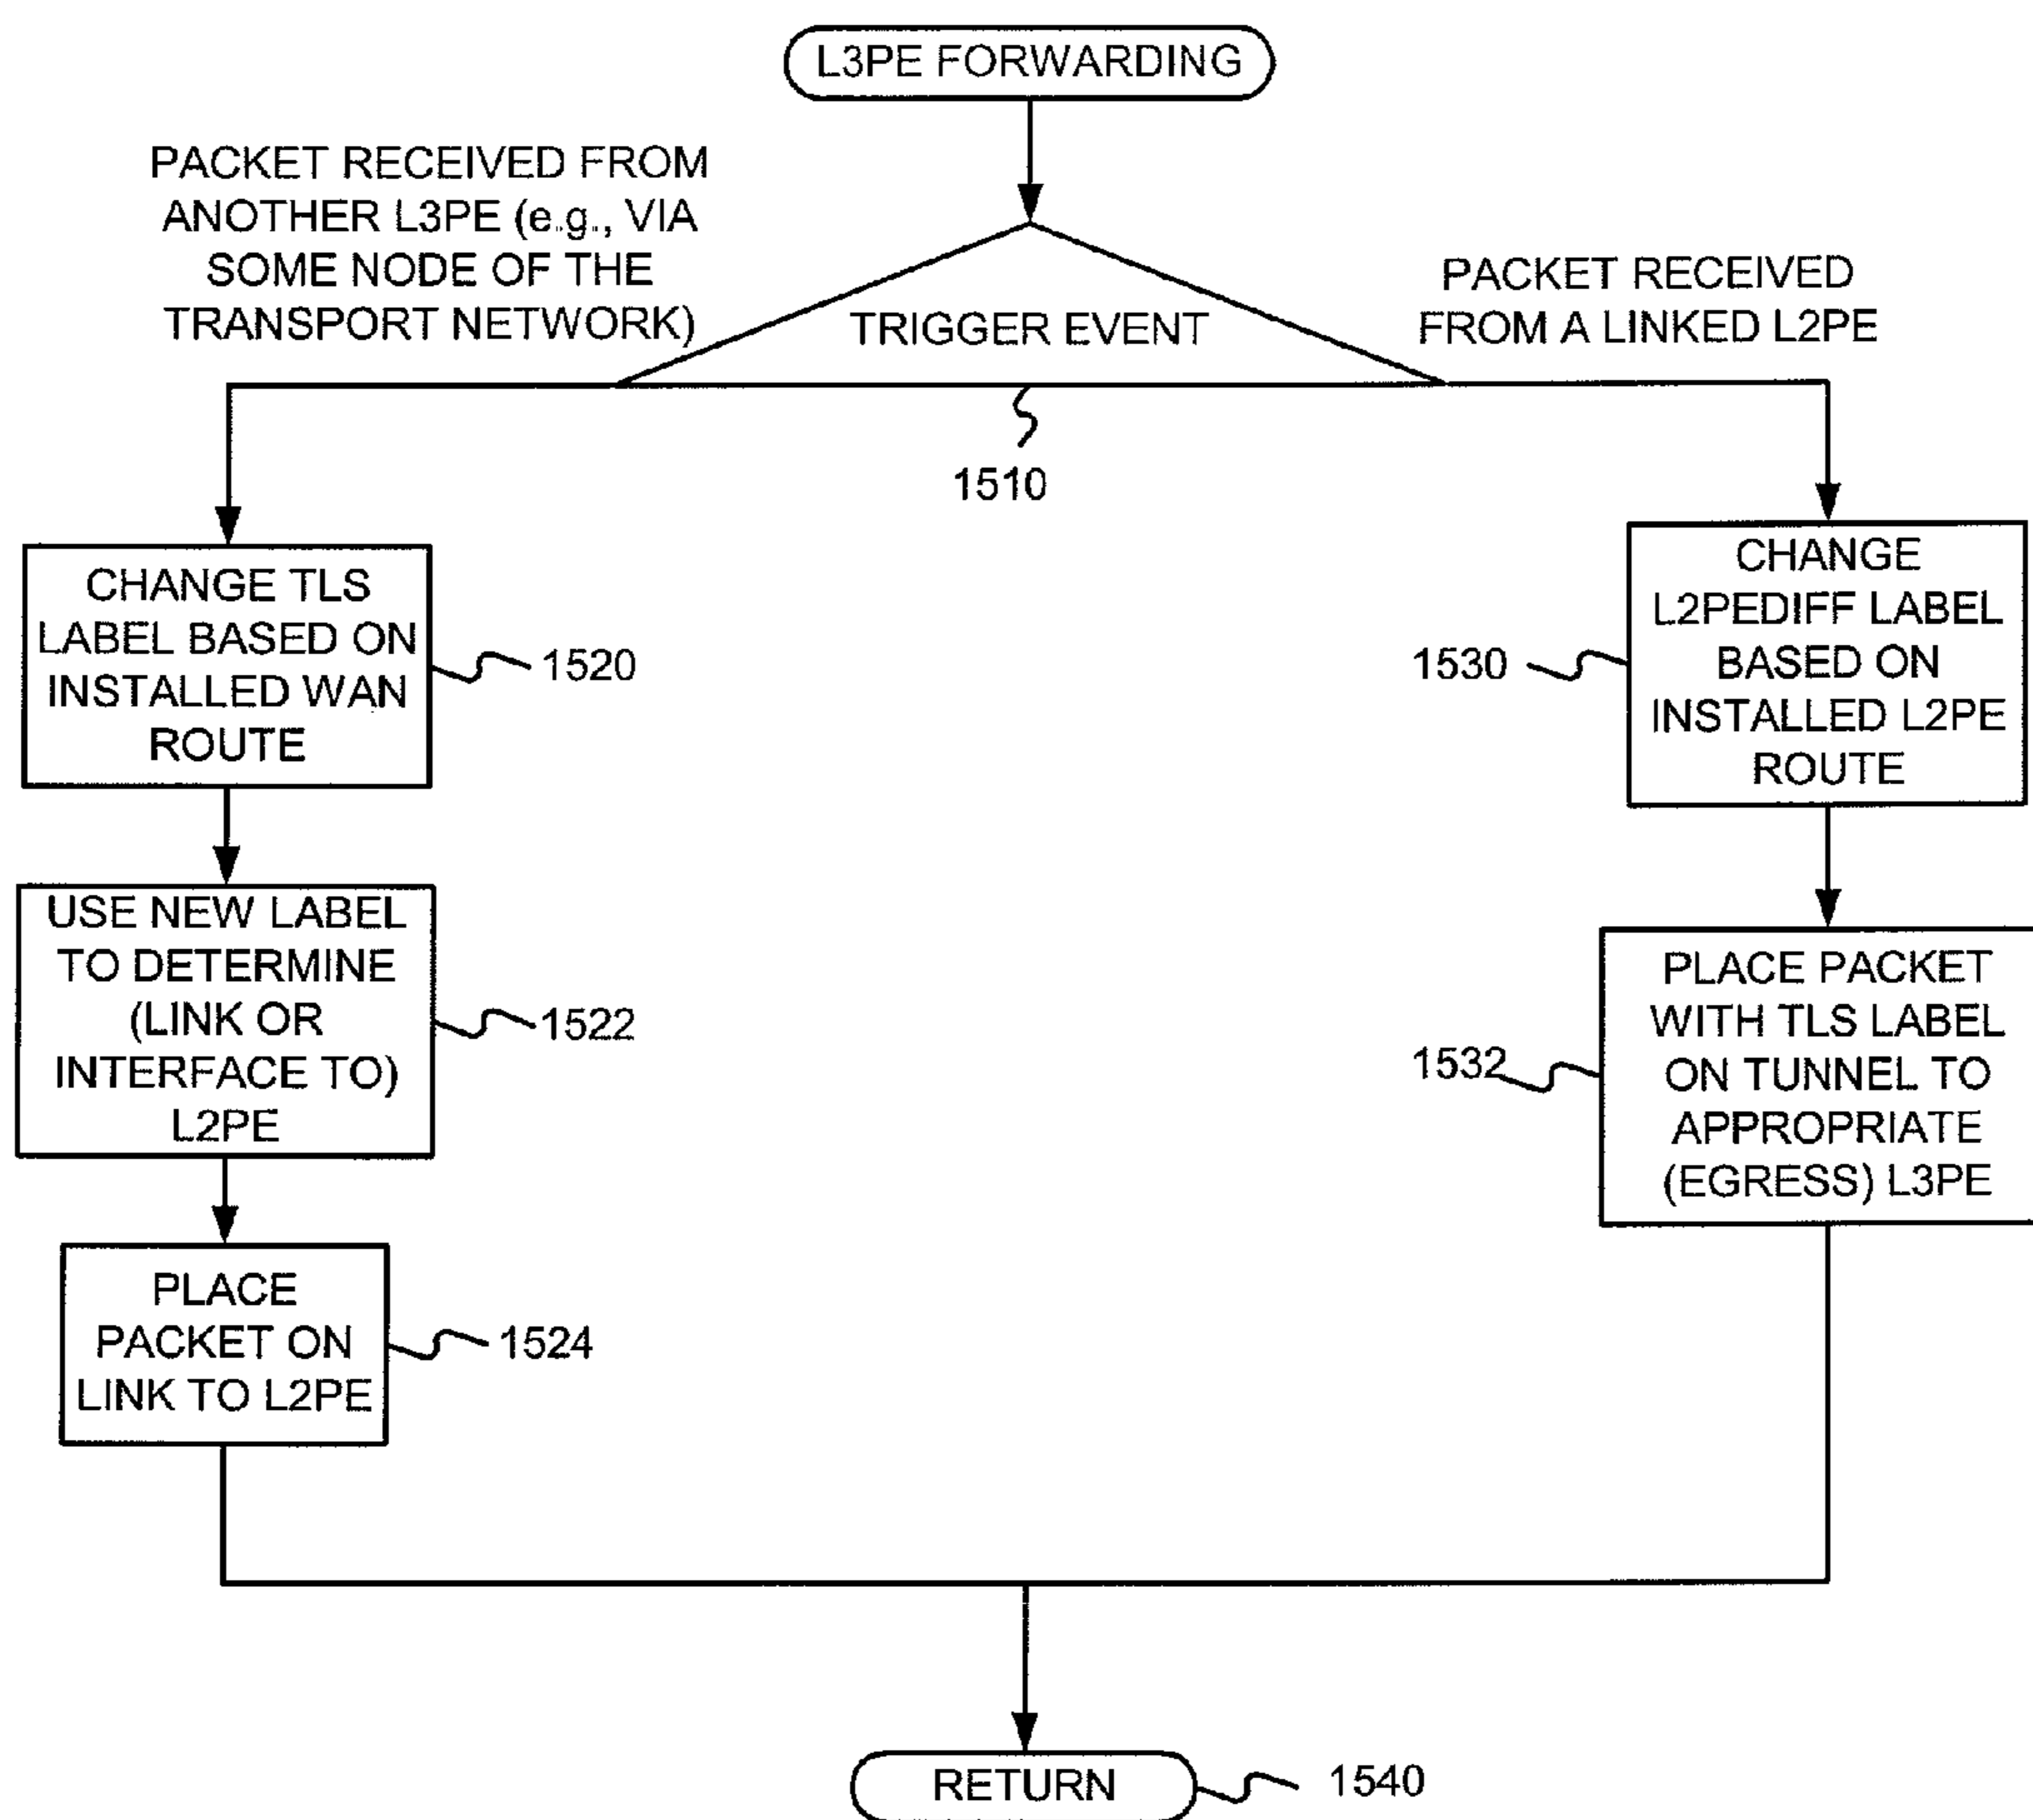 L3PE FORWARDING
PACKET RECEIVED FROM
ANOTHER L3PE (e.g., VIA
SOME NODE OF THE
TRANSPORT NETWORK)
TRIGGER EVENT
PACKET RECEIVED
FROM A LINKED L2PE
1510
CHANGE TLS
LABEL BASED ON
INSTALLED WAN
ROUTE
1520
USE NEW LABEL
TO DETERMINE
(LINK OR
INTERFACE TO)
L2PE
1522
PLACE
PACKET ON
LINK TO L2PE
1524
CHANGE
L2PEDIFF LABEL
BASED ON
INSTALLED L2PE
ROUTE
1530
PLACE PACKET
WITH TLS LABEL
ON TUNNEL TO
APPROPRIATE
(EGRESS) L3PE
1532
RETURN
1540